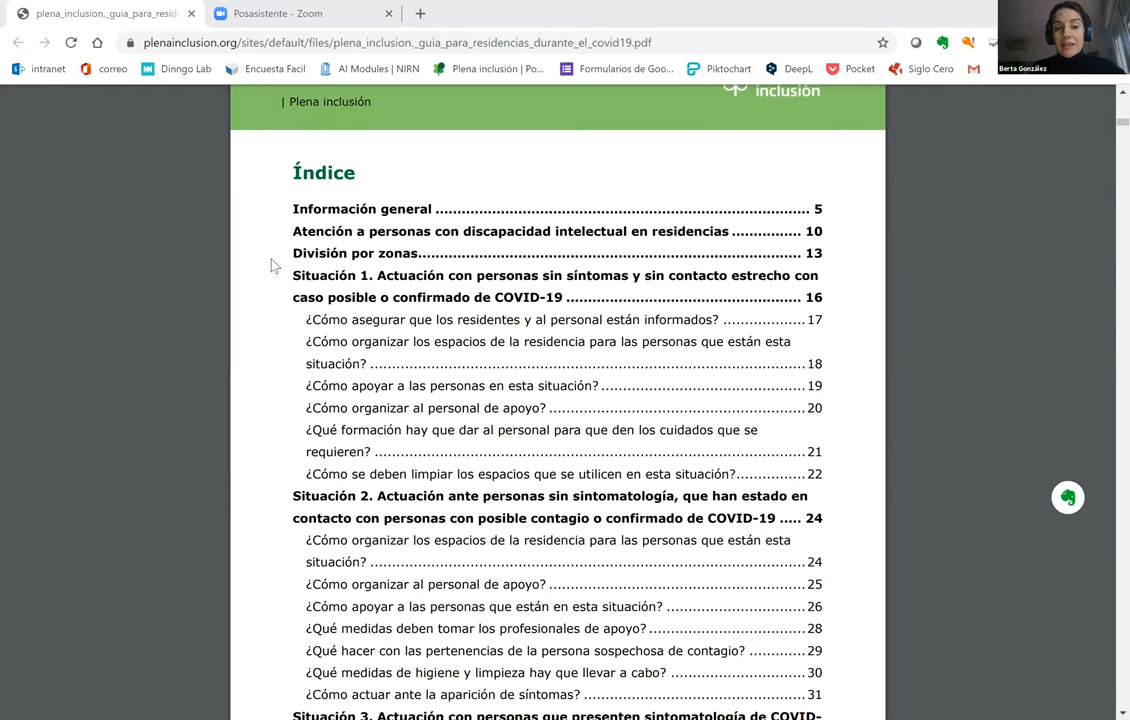 plena_inclusion._guia_para_resid
Posasistente - Zoom
plenainclusion.org/sites/default/files/plena_inclusion._guia_para_residencias_durante_el_covid19.pdf
intranet
correo
Dinngo Lab
Encuesta Facil
AI Modules | NIRN
Plena inclusión | Po...
Formularios de Goo...
Piktochart
DeepL
Pocket
Siglo Cero
Berta González
| Plena inclusión
inclusión
Índice
Información general ..................................................................................... 5
Atención a personas con discapacidad intelectual en residencias ................ 10
División por zonas....................................................................................... 13
Situación 1. Actuación con personas sin síntomas y sin contacto estrecho con
caso posible o confirmado de COVID-19 ...................................................... 16
¿Cómo asegurar que los residentes y al personal están informados? ...................17
¿Cómo organizar los espacios de la residencia para las personas que están esta
situación? ....................................................................................................18
¿Cómo apoyar a las personas en esta situación? ...............................................19
¿Cómo organizar al personal de apoyo? ...........................................................20
¿Qué formación hay que dar al personal para que den los cuidados que se
requieren? ...................................................................................................21
¿Cómo se deben limpiar los espacios que se utilicen en esta situación?................22
Situación 2. Actuación ante personas sin sintomatología, que han estado en
contacto con personas con posible contagio o confirmado de COVID-19 ..... 24
¿Cómo organizar los espacios de la residencia para las personas que están esta
situación? ....................................................................................................24
¿Cómo organizar al personal de apoyo? ...........................................................25
¿Cómo apoyar a las personas que están en esta situación? ................................26
¿Qué medidas deben tomar los profesionales de apoyo? ....................................28
¿Qué hacer con las pertenencias de la persona sospechosa de contagio? .............29
¿Qué medidas de higiene y limpieza hay que llevar a cabo? ...............................30
¿Cómo actuar ante la aparición de síntomas? ...................................................31
Situación 3. Actuación con personas que presenten sintomatología de COVID-